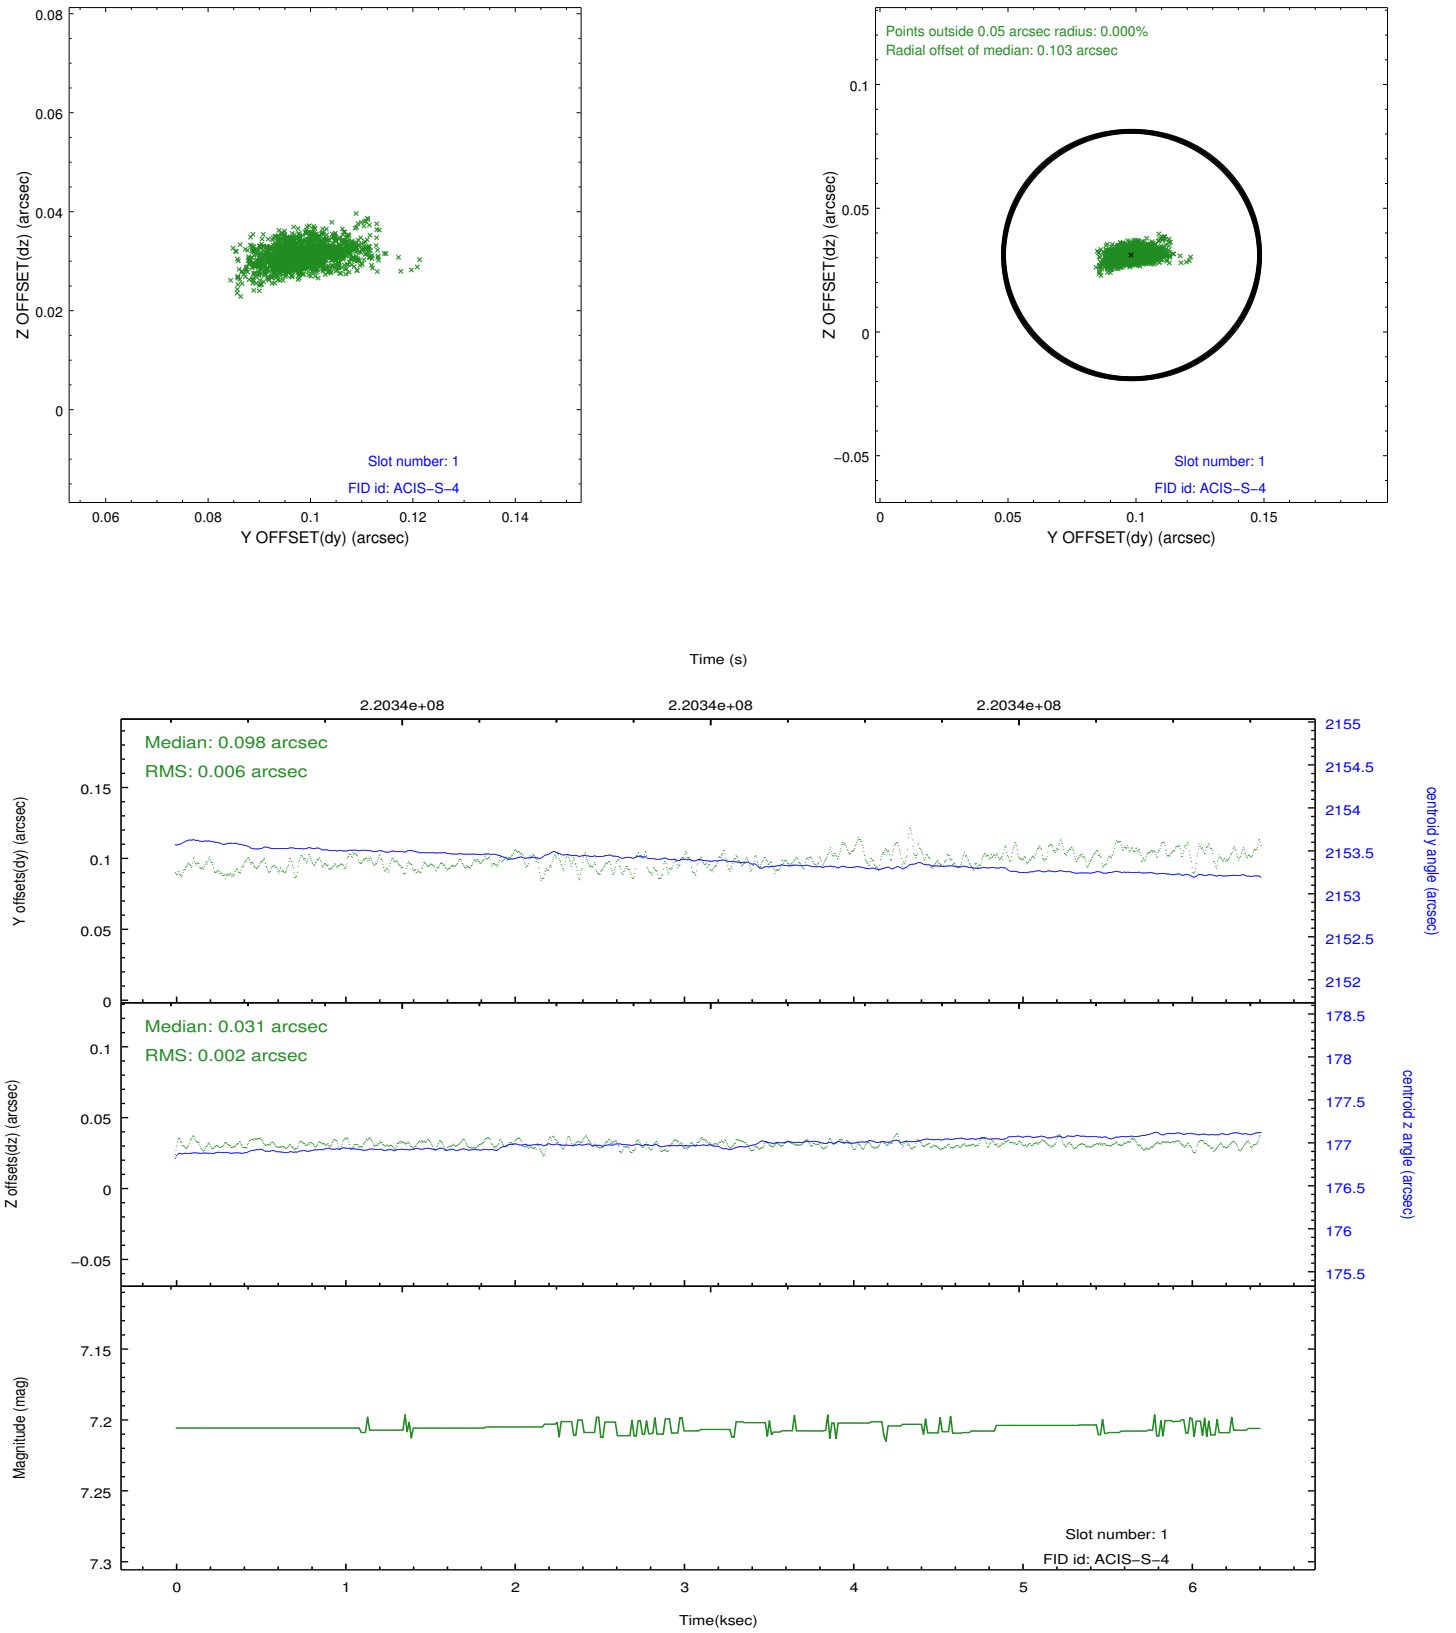 0.08
0.06
0.04
0.02
0
Z OFFSET(dz) (arcsec)
Slot number: 1
FID id: ACIS−S−4
0.06 0.08 0.1 0.12 0.14
Y OFFSET(dy) (arcsec)
Points outside 0.05 arcsec radius: 0.000%
Radial offset of median: 0.103 arcsec
0.1
0.05
0
−0.05
Z OFFSET(dz) (arcsec)
Slot number: 1
FID id: ACIS−S−4
0 0.05 0.1 0.15
Y OFFSET(dy) (arcsec)
Time (s)
2.2034e+08 2.2034e+08 2.2034e+08
Median: 0.098 arcsec
RMS: 0.006 arcsec
0.15
0.1
0.05
0
Y offsets(dy) (arcsec)
2155
2154.5
2154
2153.5
2153
2152.5
2152
centroid y angle (arcsec)
Median: 0.031 arcsec
RMS: 0.002 arcsec
0.1
0.05
0
−0.05
Z offsets(dz) (arcsec)
178.5
178
177.5
177
176.5
176
175.5
centroid z angle (arcsec)
7.15
7.2
7.25
7.3
Magnitude (mag)
Slot number: 1
FID id: ACIS−S−4
0 1 2 3 4 5 6
Time(ksec)